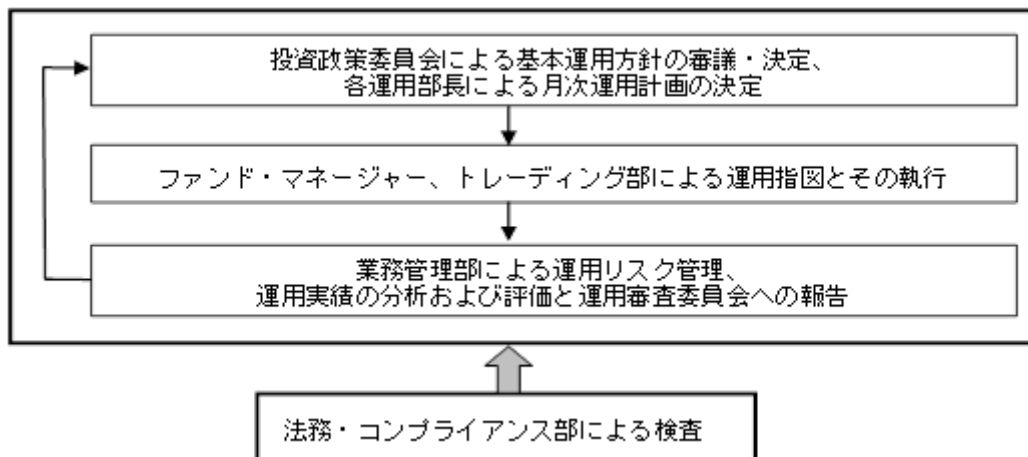 投資政策委員会による基本運用方針の審議・決定、
各運用部長による月次運用計画の決定
ファンド・マネージャー、トレーディング部による運用指図とその執行
業務管理部による運用リスク管理、
運用実績の分析および評価と運用審査委員会への報告
法務・コンプライアンス部による検査